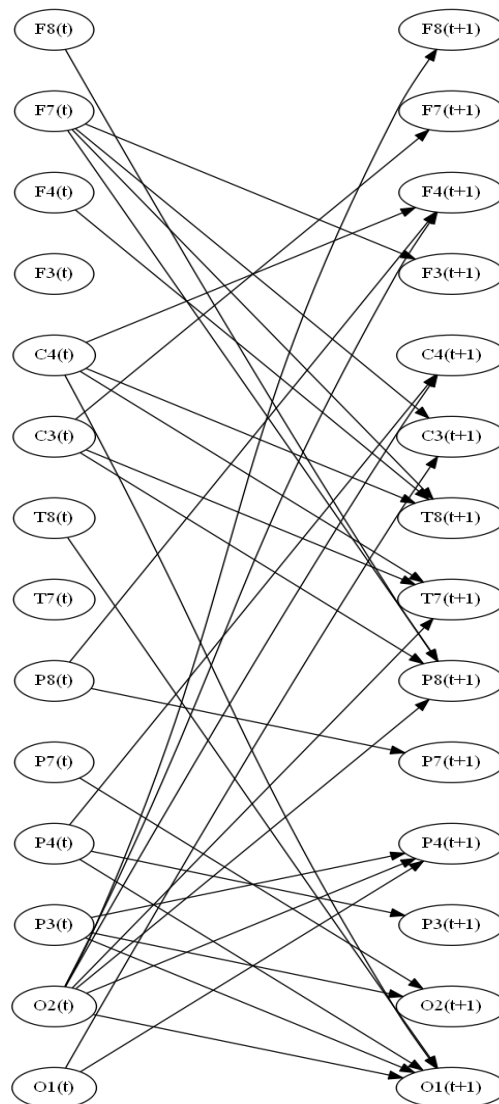 F8(t) F8(t+1)
F7(t) F7(t+1)
F4(t) F4(t+1)
F3(t) F3(t+1)
C4(t) C4(t+1)
C3(t) C3(t+1)
T8(t) T8(t+1)
T7(t) T7(t+1)
P8(t) P8(t+1)
P7(t) P7(t+1)
P4(t) P4(t+1)
P3(t) P3(t+1)
O2(t) O2(t+1)
O1(t) O1(t+1)